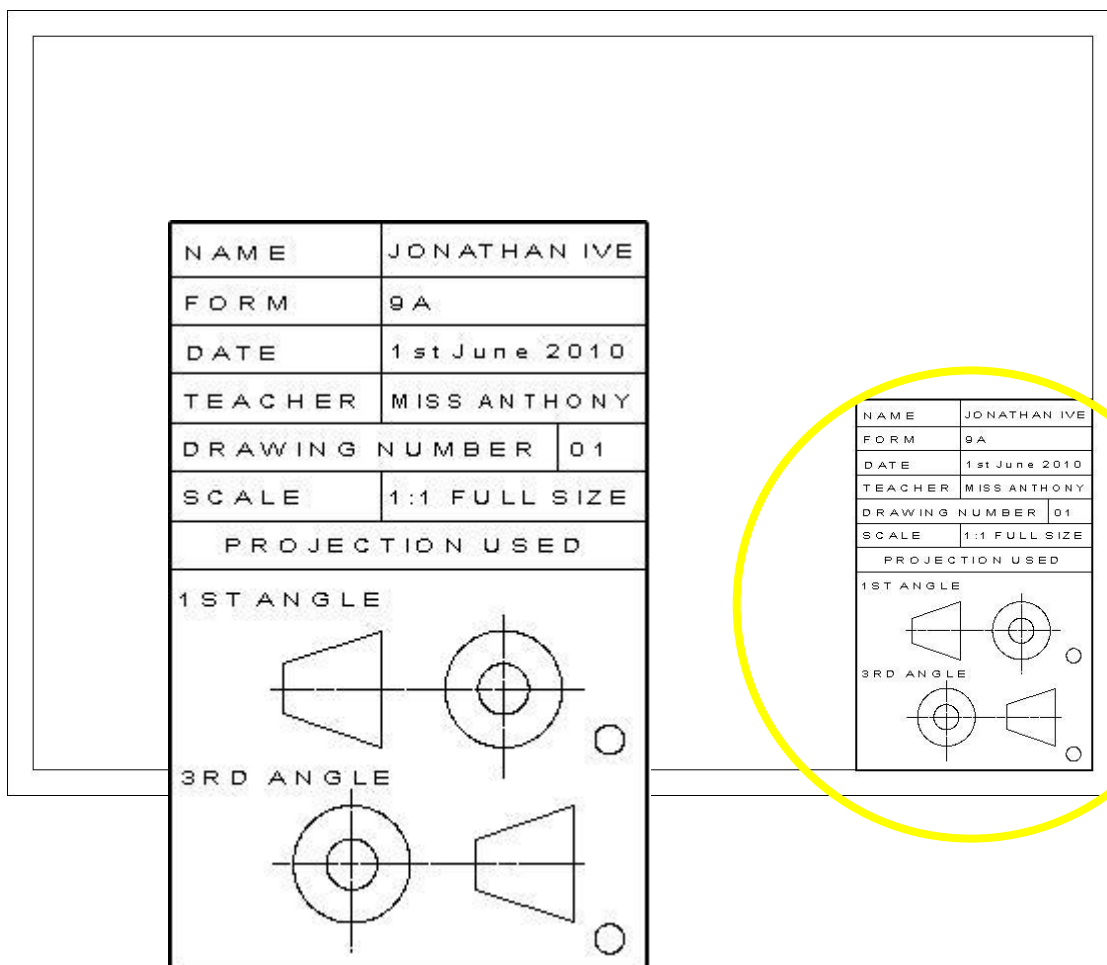 NAME JONATHAN IVE
FORM 9A
DATE 1st June 2010
TEACHER MISS ANTHONY
DRAWING NUMBER 01
SCALE 1:1 FULL SIZE
PROJECTION USED
1ST ANGLE
3RD ANGLE
NAME JONATHAN IVE
FORM 9A
DATE 1st June 2010
TEACHER MISS ANTHONY
DRAWING NUMBER 01
SCALE 1:1 FULL SIZE
PROJECTION USED
1ST ANGLE
3RD ANGLE